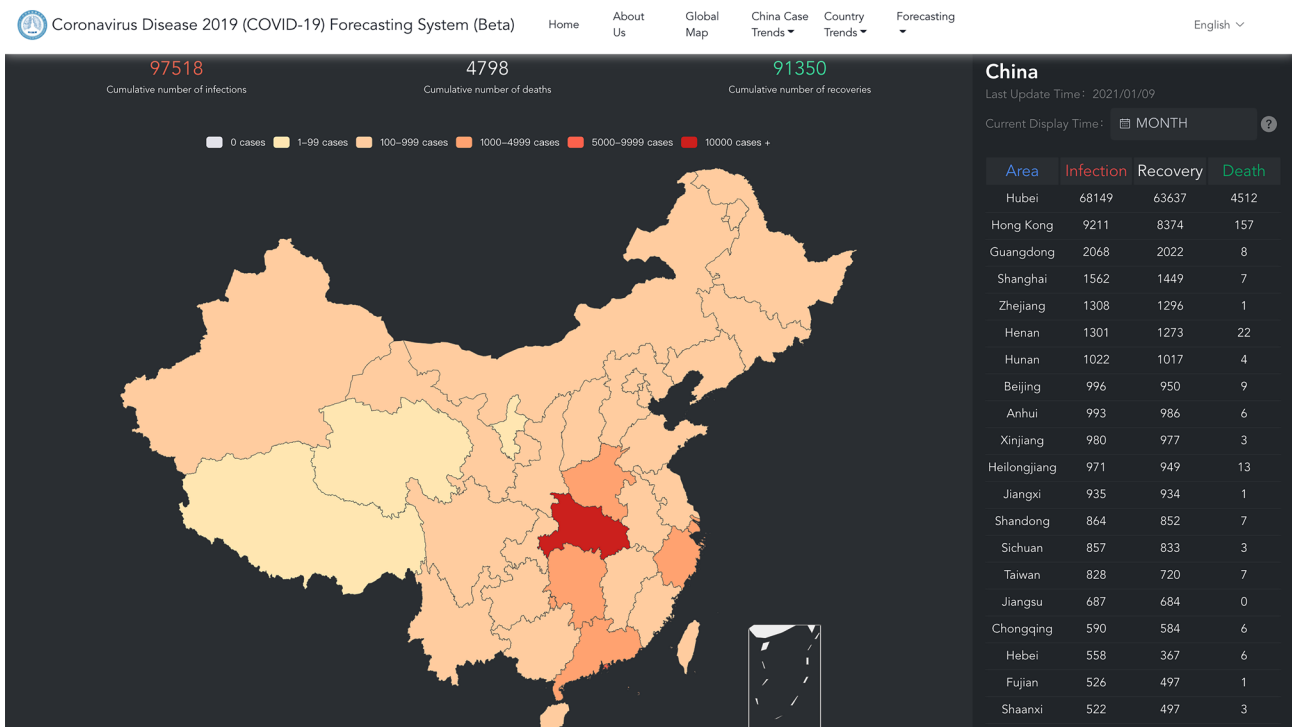 Coronavirus Disease 2019 (COVID-19) Forecasting System (Beta)
Home
About Us
Global Map
China Case Trends
Country Trends
Forecasting
English
97518
Cumulative number of infections
4798
Cumulative number of deaths
91350
Cumulative number of recoveries
0 cases 1–99 cases 100–999 cases 1000–4999 cases 5000–9999 cases 10000 cases +
China
Last Update Time: 2021/01/09
Current Display Time: MONTH ?
Area Infection Recovery Death
Hubei 68149 63637 4512
Hong Kong 9211 8374 157
Guangdong 2068 2022 8
Shanghai 1562 1449 7
Zhejiang 1308 1296 1
Henan 1301 1273 22
Hunan 1022 1017 4
Beijing 996 950 9
Anhui 993 986 6
Xinjiang 980 977 3
Heilongjiang 971 949 13
Jiangxi 935 934 1
Shandong 864 852 7
Sichuan 857 833 3
Taiwan 828 720 7
Jiangsu 687 684 0
Chongqing 590 584 6
Hebei 558 367 6
Fujian 526 497 1
Shaanxi 522 497 3